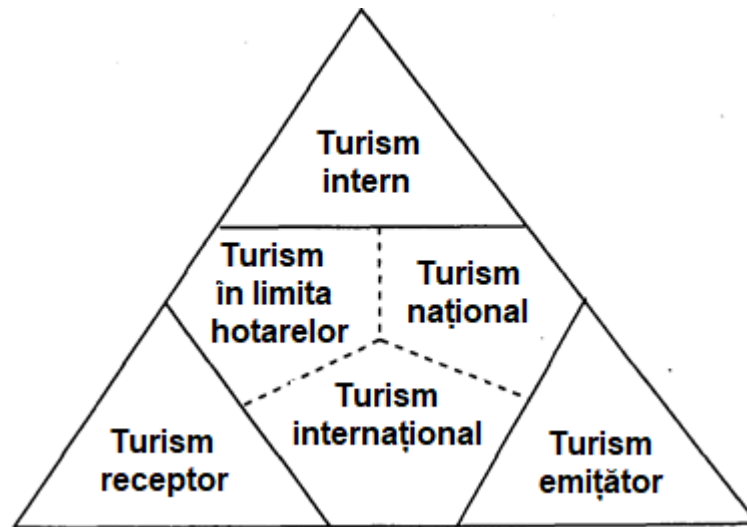 Turism
intern
Turism
în limita
hotarelor
Turism
național
Turism
internațional
Turism
receptor
Turism
emițător